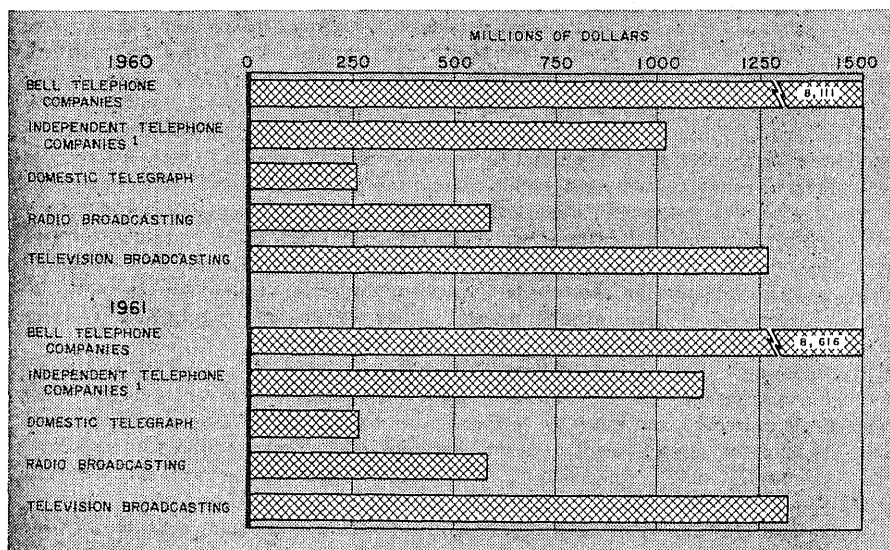 MILLIONS OF DOLLARS
1960 0 250 500 750 1000 1250 1500
BELL TELEPHONE
COMPANIES
8,111
INDEPENDENT TELEPHONE
COMPANIES 1
DOMESTIC TELEGRAPH
RADIO BROADCASTING
TELEVISION BROADCASTING
1961
BELL TELEPHONE
COMPANIES
8,616
INDEPENDENT TELEPHONE
COMPANIES 1
DOMESTIC TELEGRAPH
RADIO BROADCASTING
TELEVISION BROADCASTING